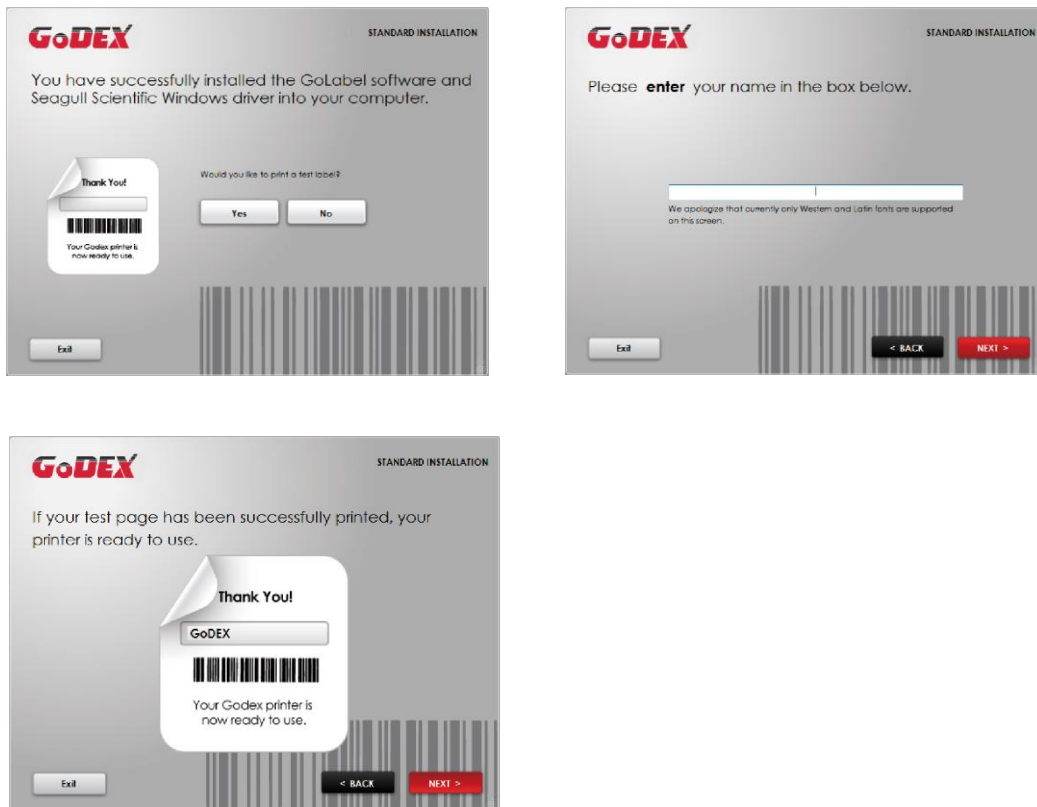 GoDEX
STANDARD INSTALLATION
You have successfully installed the GoLabel software and
Seagull Scientific Windows driver into your computer.
Thank You!
Your Godex printer is
now ready to use.
Would you like to print a test label?
Yes
No
Exit
GoDEX
STANDARD INSTALLATION
Please enter your name in the box below.
We apologize that currently only Western and Latin fonts are supported
on this screen.
Exit
< BACK
NEXT >
GoDEX
STANDARD INSTALLATION
If your test page has been successfully printed, your
printer is ready to use.
Thank You!
GoDEX
Your Godex printer is
now ready to use.
Exit
< BACK
NEXT >